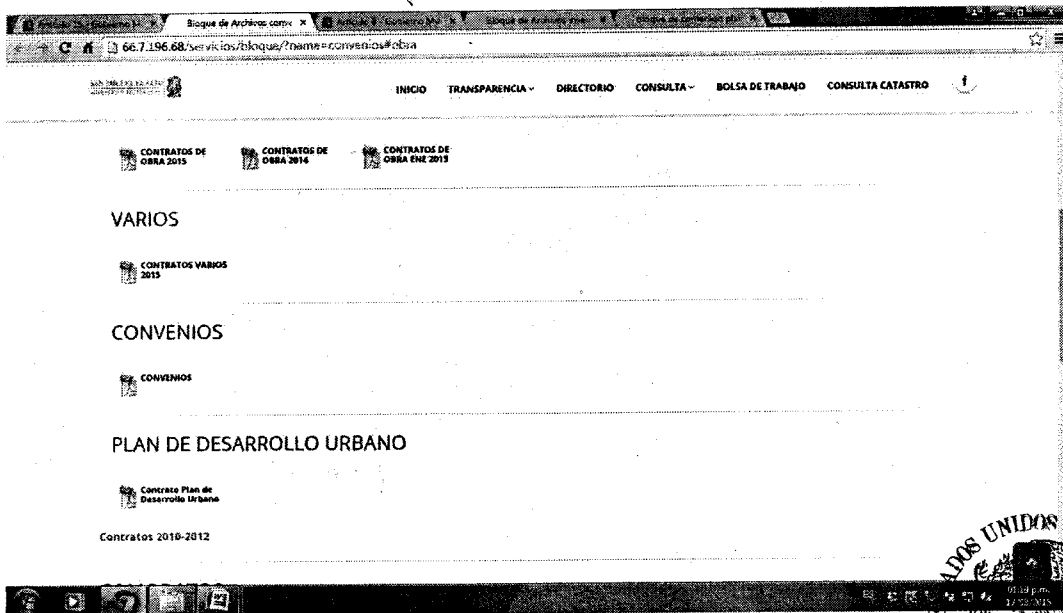 Bloque de Archivos conv
66.7.196.68/servicios/bloque/?name=convenios#obra
INICIO TRANSPARENCIA DIRECTORIO CONSULTA BOLSA DE TRABAJO CONSULTA CATASTRO f
CONTRATOS DE
OBRA 2015
CONTRATOS DE
OBRA 2014
CONTRATOS DE
OBRA ENE 2013
VARIOS
CONTRATOS VARIOS
2015
CONVENIOS
CONVENIOS
PLAN DE DESARROLLO URBANO
Contrato Plan de
Desarrollo Urbano
Contratos 2010-2012
ADOS UNIDOS